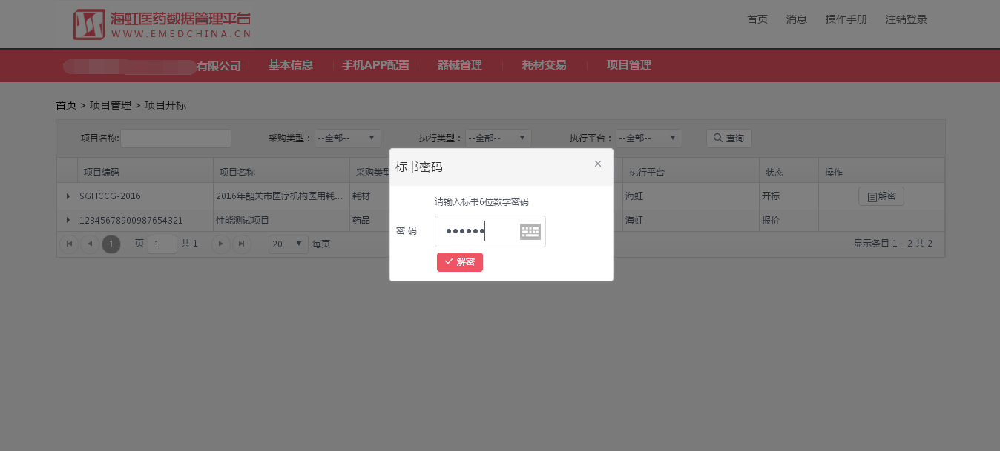 海虹医药数据管理平台
WWW.EMEDCHINA.CN
首页 消息 操作手册 注销登录
有限公司 基本信息 手机APP配置 器械管理 耗材交易 项目管理
首页 > 项目管理 > 项目开标
项目名称: 采购类型： --全部-- 执行类型： --全部-- 执行平台： --全部-- 查询
标书密码 ×
项目编码 项目名称 采购类型 执行平台 状态 操作
SGHCCG-2016 2016年韶关市医疗机构医用耗... 耗材 海虹 开标 解密
请输入标书6位数字密码
12345678900987654321 性能测试项目 药品 海虹 报价
密 码 ••••••
1 页 1 共 1 20 每页 显示条目 1 - 2 共 2
解密